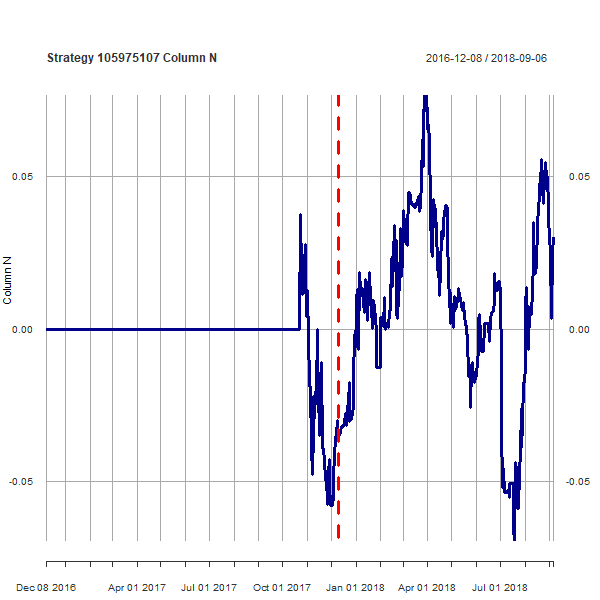 Strategy 105975107 Column N 2016-12-08 / 2018-09-06
0.05 0.05
Column N
0.00 0.00
-0.05 -0.05
Dec 08 2016 Apr 01 2017 Jul 01 2017 Oct 01 2017 Jan 01 2018 Apr 01 2018 Jul 01 2018